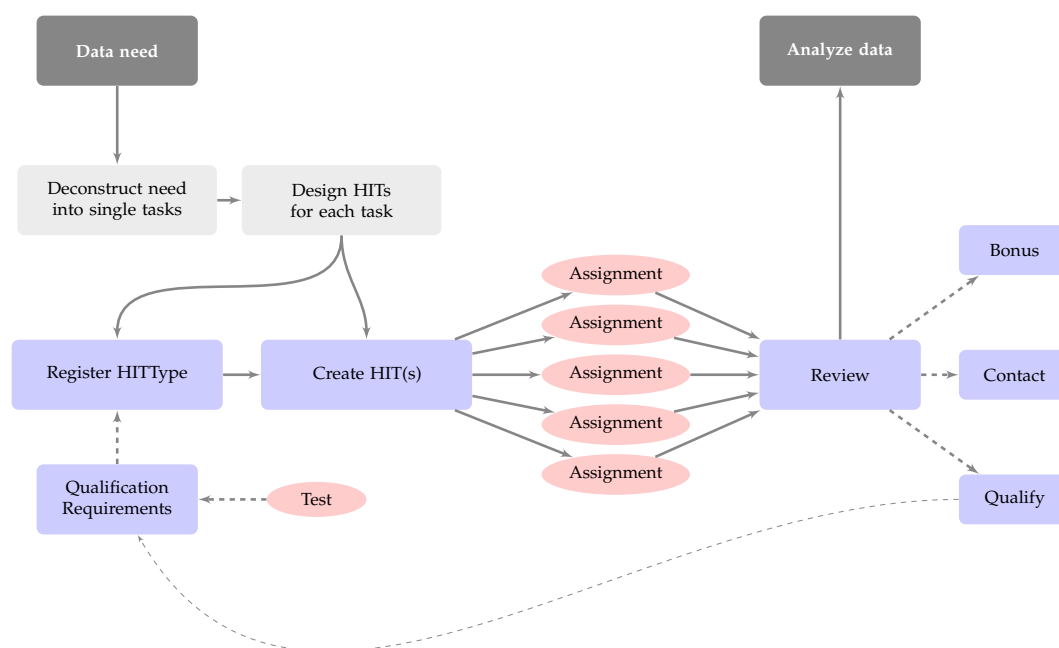 Data need
Analyze data
Deconstruct need
into single tasks
Design HITs
for each task
Bonus
Assignment
Assignment
Register HITType
Create HIT(s)
Assignment
Review
Contact
Assignment
Assignment
Qualification
Requirements
Test
Qualify